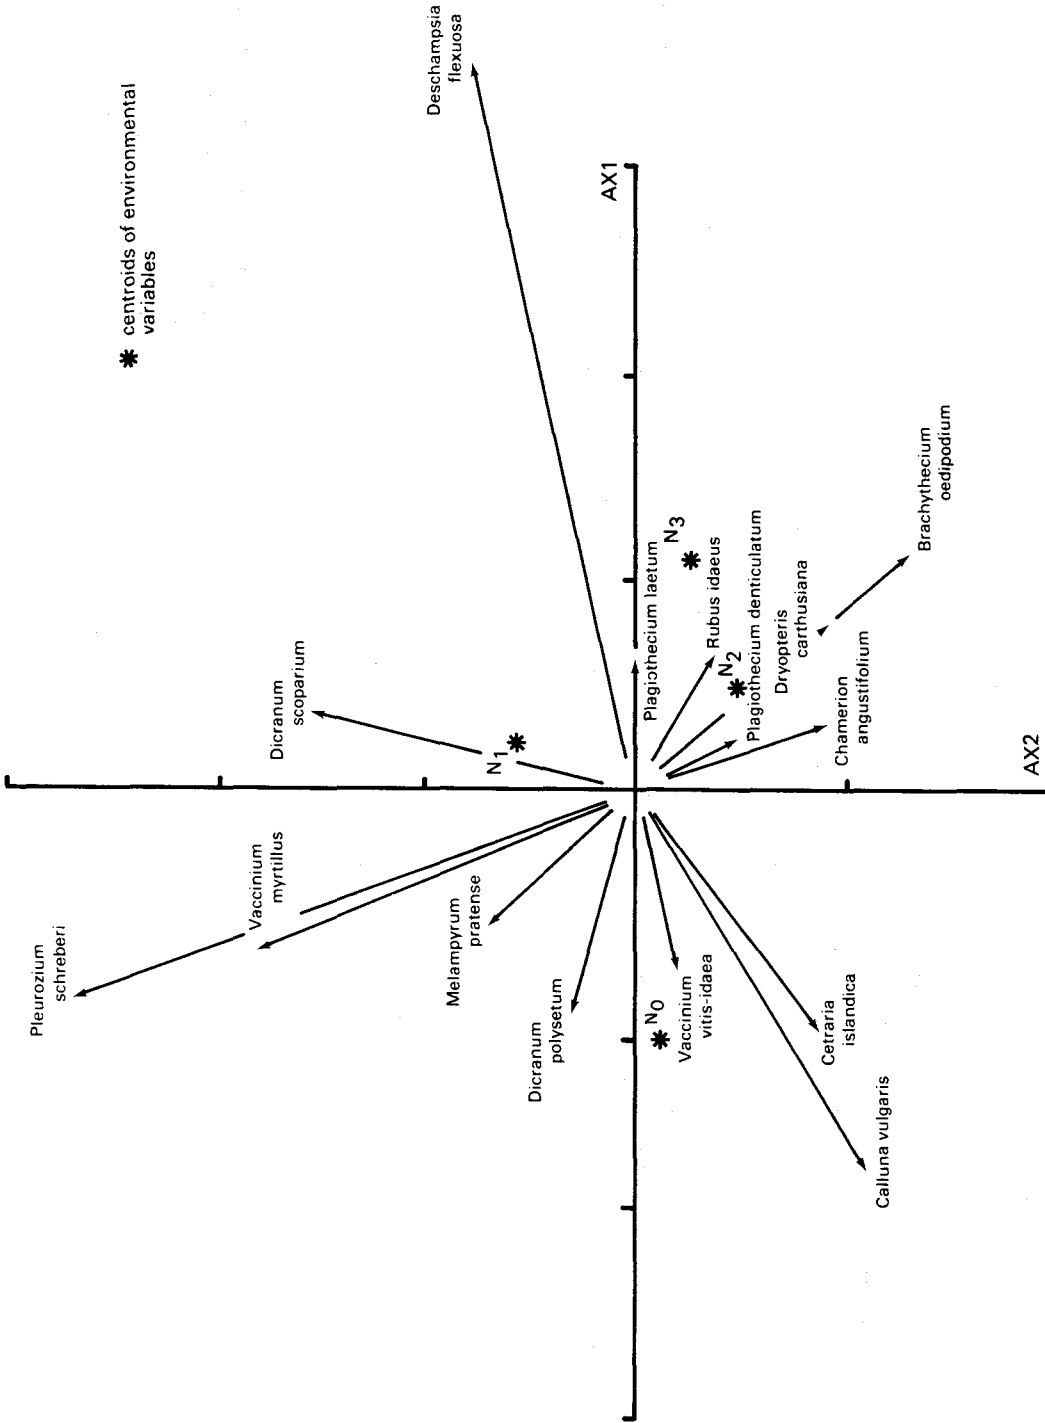 Deschampsia
flexuosa
* centroids of environmental
variables
AX1
Brachythecium
oedipodium
N3
Plagiothecium laetum
Rubus idaeus
Plagiothecium denticulatum
Dryopteris
carthusiana
N2
Chamerion
angustifolium
Dicranum
scoparium
N1
AX2
Vaccinium
myrtillus
Pleurozium
schreberi
Melampyrum
pratense
Dicranum
polysetum
N0
Vaccinium
vitis-idaea
Cetraria
islandica
Calluna vulgaris